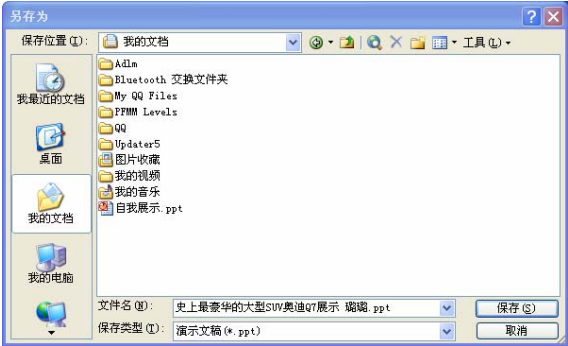 另存为
保存位置(I):
我的文档
工具(L)
我最近的文档
桌面
我的文档
我的电脑
Adlm
Bluetooth 交换文件夹
My QQ Files
PFMM Levels
QQ
Updater5
图片收藏
我的视频
我的音乐
自我展示.ppt
文件名(N):
史上最豪华的大型SUV奥迪Q7展示 璐璐.ppt
保存(S)
保存类型(T):
演示文稿(*.ppt)
取消